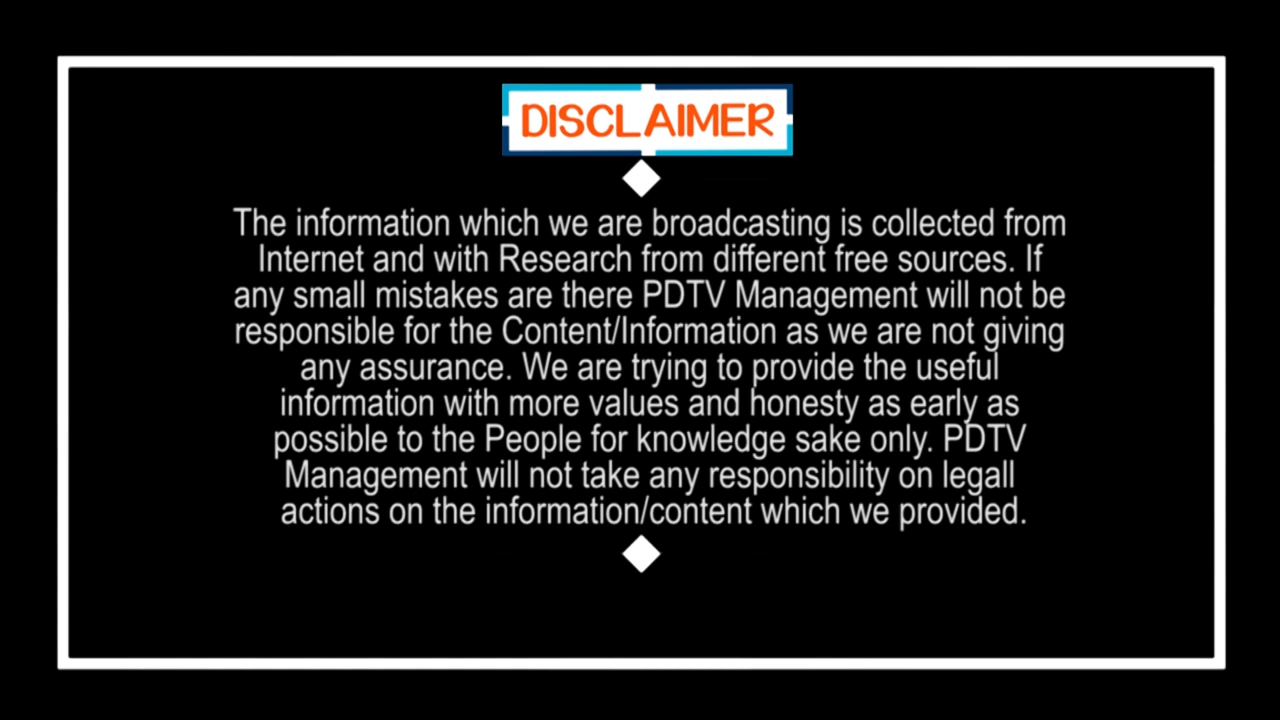 DISCLAIMER
The information which we are broadcasting is collected from
Internet and with Research from different free sources. If
any small mistakes are there PDTV Management will not be
responsible for the Content/Information as we are not giving
any assurance. We are trying to provide the useful
information with more values and honesty as early as
possible to the People for knowledge sake only. PDTV
Management will not take any responsibility on legall
actions on the information/content which we provided.